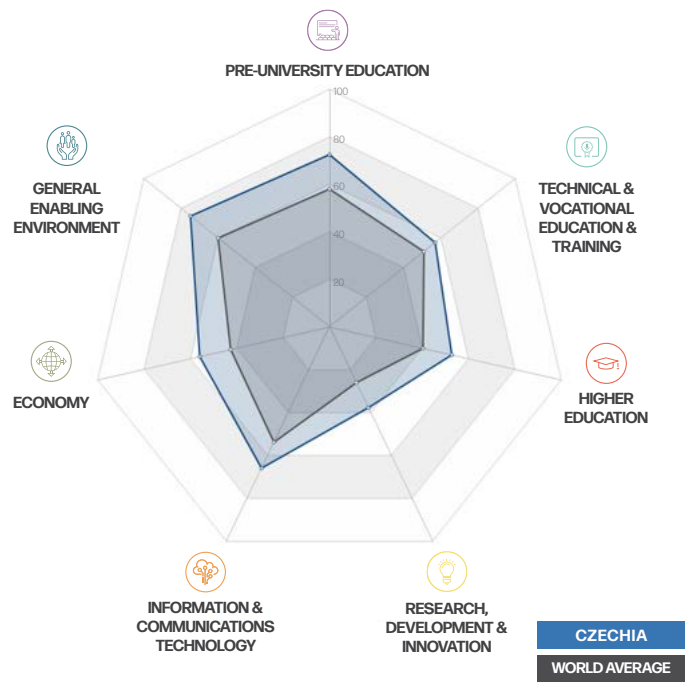 PRE-UNIVERSITY EDUCATION
100
80
60
40
20
GENERAL
ENABLING
ENVIRONMENT
TECHNICAL &
VOCATIONAL
EDUCATION &
TRAINING
ECONOMY
HIGHER
EDUCATION
INFORMATION &
COMMUNICATIONS
TECHNOLOGY
RESEARCH,
DEVELOPMENT &
INNOVATION
CZECHIA
WORLD AVERAGE